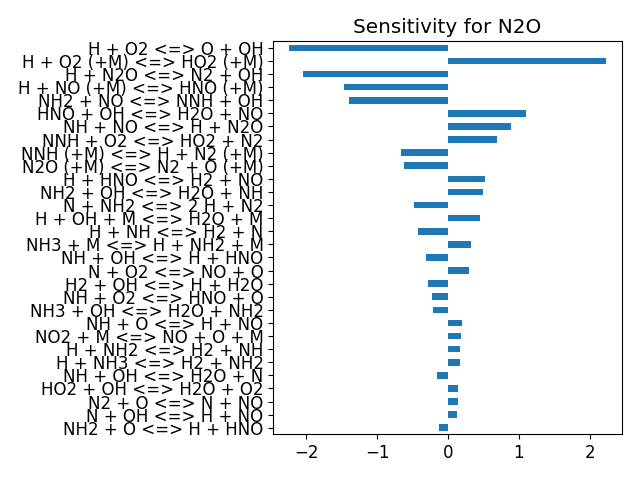 Sensitivity for N2O
H + O2 <=> O + OH
H + O2 (+M) <=> HO2 (+M)
H + N2O <=> N2 + OH
H + NO (+M) <=> HNO (+M)
NH2 + NO <=> NNH + OH
HNO + OH <=> H2O + NO
NH + NO <=> H + N2O
NNH + O2 <=> HO2 + N2
NNH (+M) <=> H + N2 (+M)
N2O (+M) <=> N2 + O (+M)
H + HNO <=> H2 + NO
NH2 + OH <=> H2O + NH
N + NH2 <=> 2 H + N2
H + OH + M <=> H2O + M
H + NH <=> H2 + N
NH3 + M <=> H + NH2 + M
NH + OH <=> H + HNO
N + O2 <=> NO + O
H2 + OH <=> H + H2O
NH + O2 <=> HNO + O
NH3 + OH <=> H2O + NH2
NH + O <=> H + NO
NO2 + M <=> NO + O + M
H + NH2 <=> H2 + NH
H + NH3 <=> H2 + NH2
NH + OH <=> H2O + N
HO2 + OH <=> H2O + O2
N2 + O <=> N + NO
N + OH <=> H + NO
NH2 + O <=> H + HNO
−2 −1 0 1 2